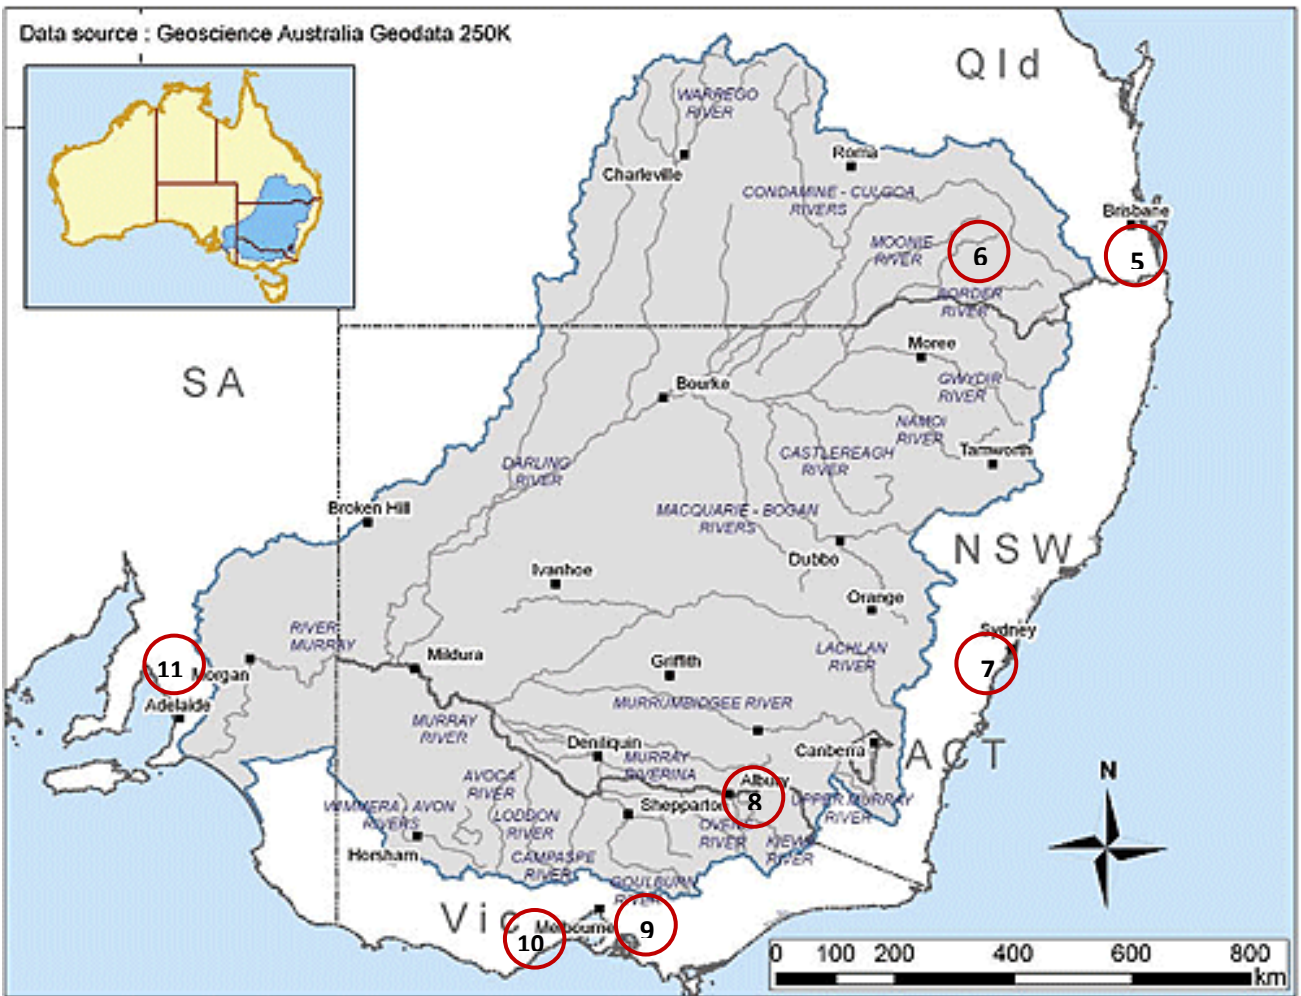 Data source : Geoscience Australia Geodata 250K
Qld
WARREGO
RIVER
Charleville
Roma
CONDAMINE - CULGOA
RIVERS
Brisbane
MOONIE
RIVER
6
5
BORDER
RIVER
SA
Moree
Bourke
GWYDIR
RIVER
NAMOI
RIVER
CASTLEREAGH
RIVER
Tamworth
DARLING
RIVER
Broken Hill
MACQUARIE - BOGAN
RIVERS
NSW
Dubbo
Ivanhoe
Orange
RIVER
MURRAY
Sydney
11
Morgan
Mildura
Griffith
LACHLAN
RIVER
7
Adelaide
MURRUMBIDGEE RIVER
MURRAY
RIVER
Deniliquin
MURRAY
RIVERINA
Canberra
ACT
AVOCA
RIVER
Albury
8
WIMMERA / AVON
RIVERS
LODDON
RIVER
Shepparton
OVENS
RIVER
KIEWA
RIVER
UPPER MURRAY
RIVER
N
Horsham
CAMPASPE
RIVER
GOULBURN
RIVER
Vic
10
Melbourne
9
0 100 200 400 600 800
km